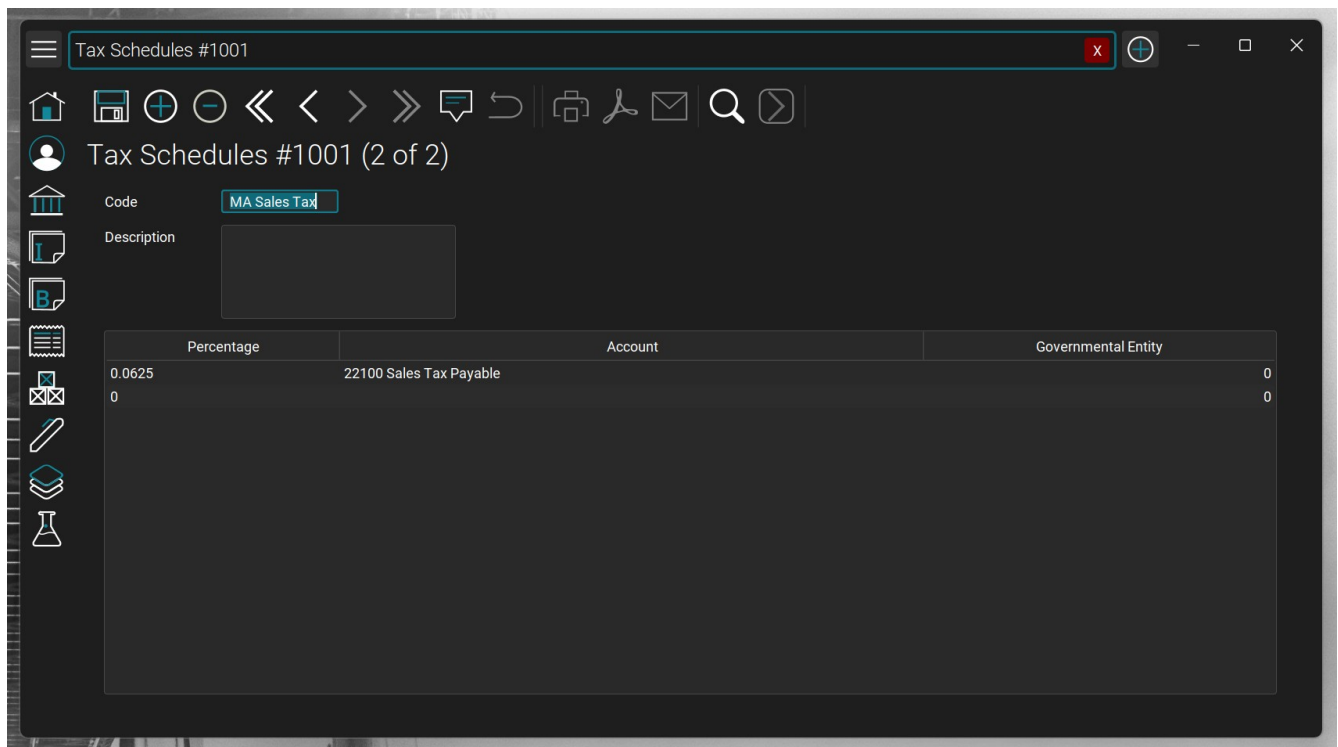 Tax Schedules #1001
x
Tax Schedules #1001 (2 of 2)
Code
MA Sales Tax
Description
I
B
Percentage Account Governmental Entity
0.0625 22100 Sales Tax Payable 0
0 0